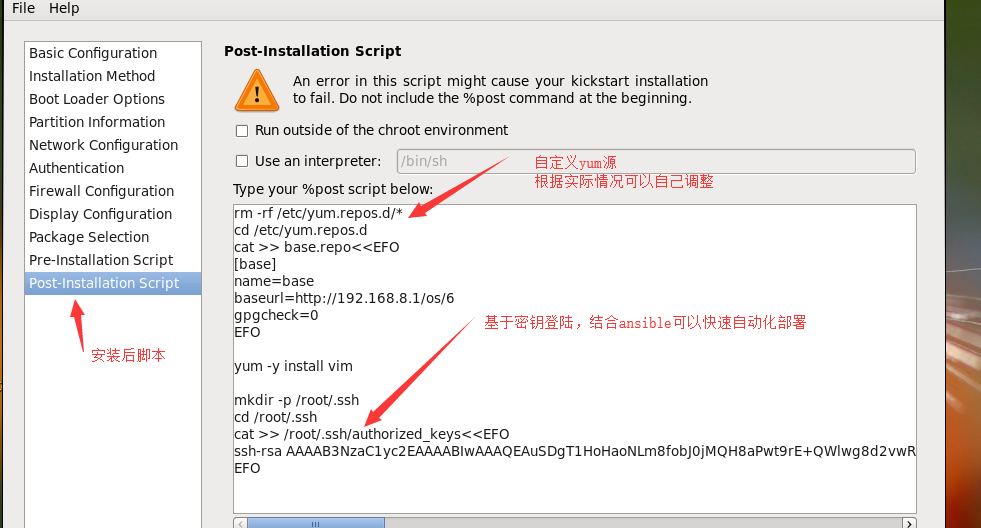 File Help
Basic Configuration
Installation Method
Boot Loader Options
Partition Information
Network Configuration
Authentication
Firewall Configuration
Display Configuration
Package Selection
Pre-Installation Script
Post-Installation Script
安装后脚本
Post-Installation Script
An error in this script might cause your kickstart installation
to fail. Do not include the %post command at the beginning.
Run outside of the chroot environment
Use an interpreter: /bin/sh
自定义yum源
根据实际情况可以自己调整
Type your %post script below:
rm -rf /etc/yum.repos.d/*
cd /etc/yum.repos.d
cat >> base.repo<<EFO
[base]
name=base
baseurl=http://192.168.8.1/os/6
gpgcheck=0
EFO
基于密钥登陆，结合ansible可以快速自动化部署
yum -y install vim
mkdir -p /root/.ssh
cd /root/.ssh
cat >> /root/.ssh/authorized_keys<<EFO
ssh-rsa AAAAB3NzaC1yc2EAAAABIwAAAQEAuSDgT1HoHaoNLm8fobJ0jMQH8aPwt9rE+QWlwg8d2vwR
EFO